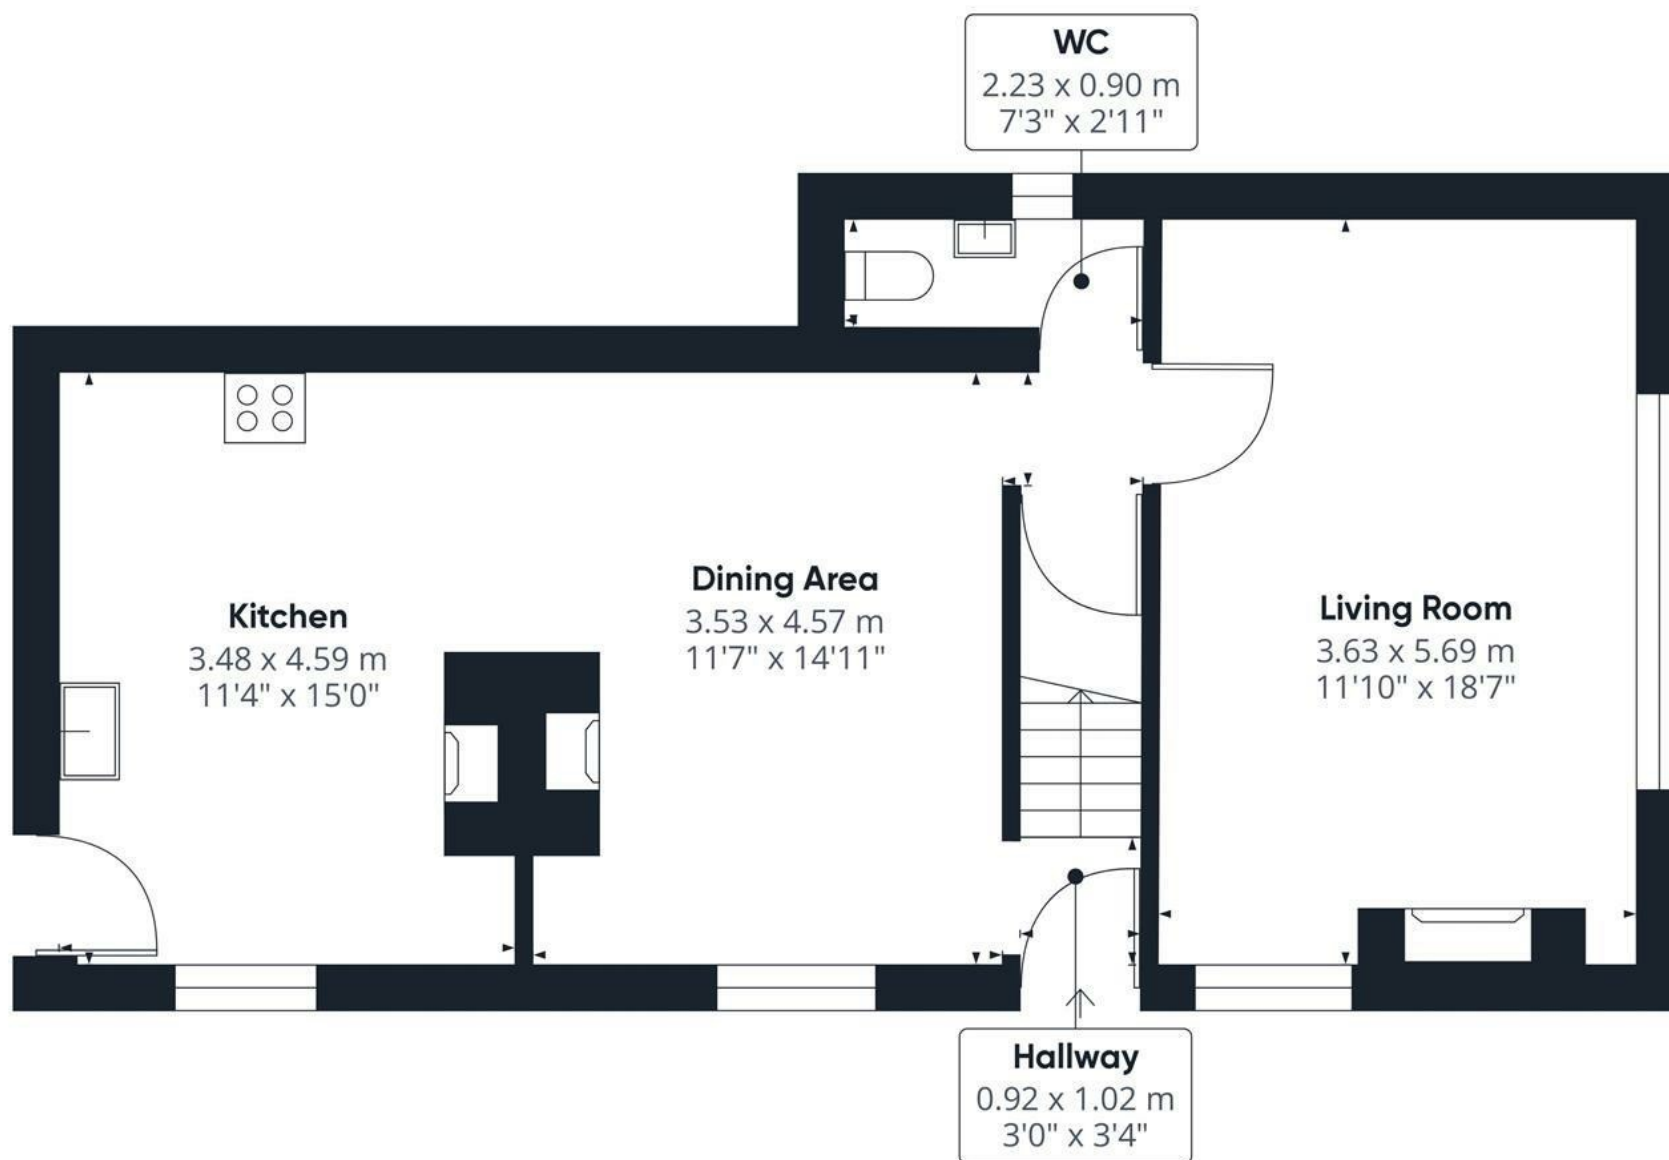 WC
2.23 x 0.90 m
7'3" x 2'11"
Kitchen
3.48 x 4.59 m
11'4" x 15'0"
Dining Area
3.53 x 4.57 m
11'7" x 14'11"
Living Room
3.63 x 5.69 m
11'10" x 18'7"
Hallway
0.92 x 1.02 m
3'0" x 3'4"